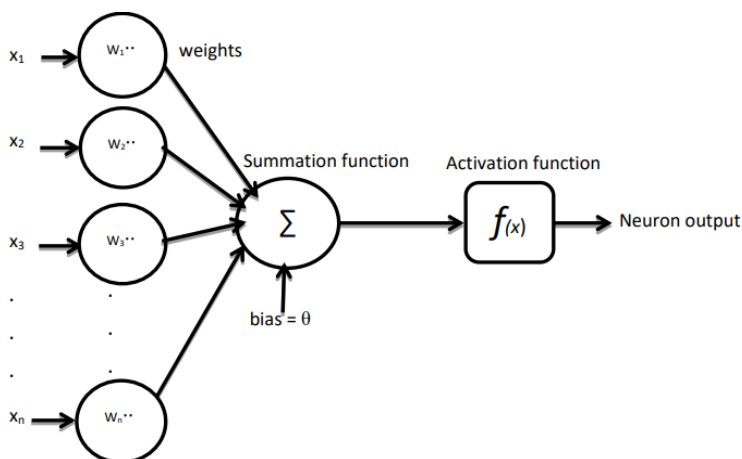 x₁
W₁..
weights
x₂
W₂..
Summation function
Activation function
x₃
W₃..
Σ
f(x)
Neuron output
bias = θ
xₙ
Wₙ..